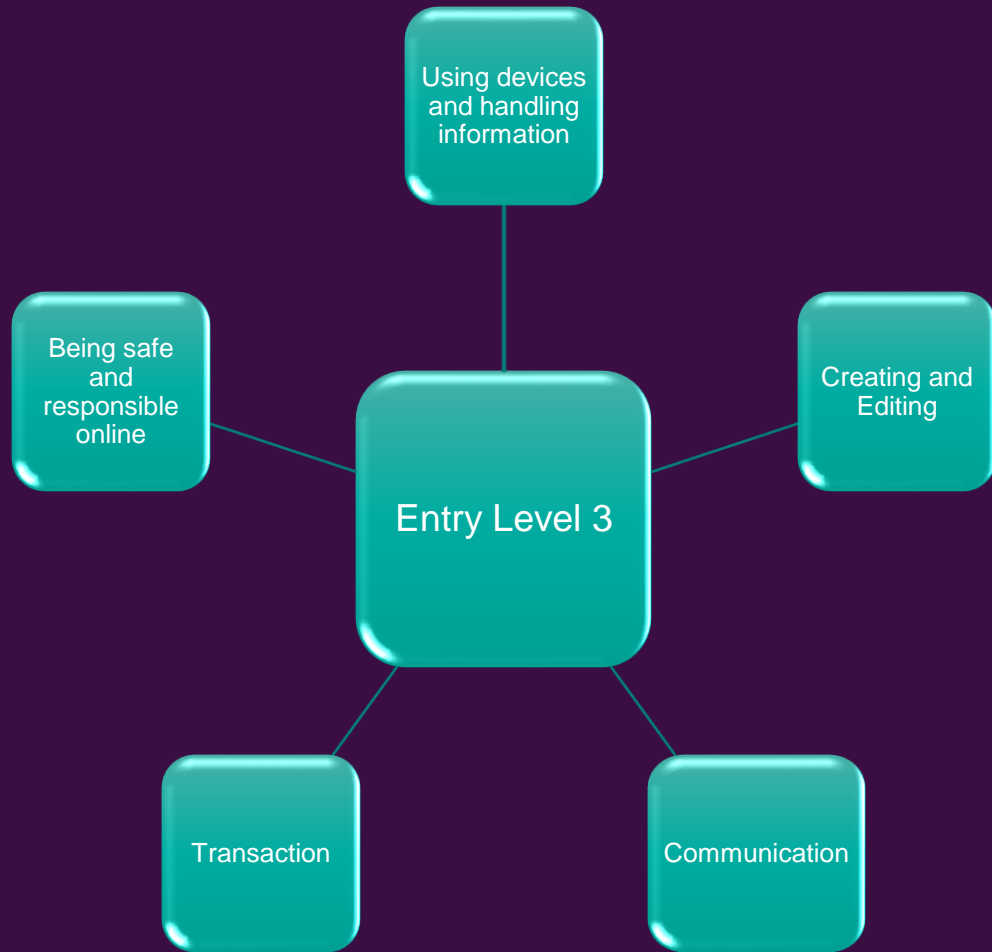 Using devices
and handling
information
Being safe
and
responsible
online
Creating and
Editing
Entry Level 3
Transaction
Communication